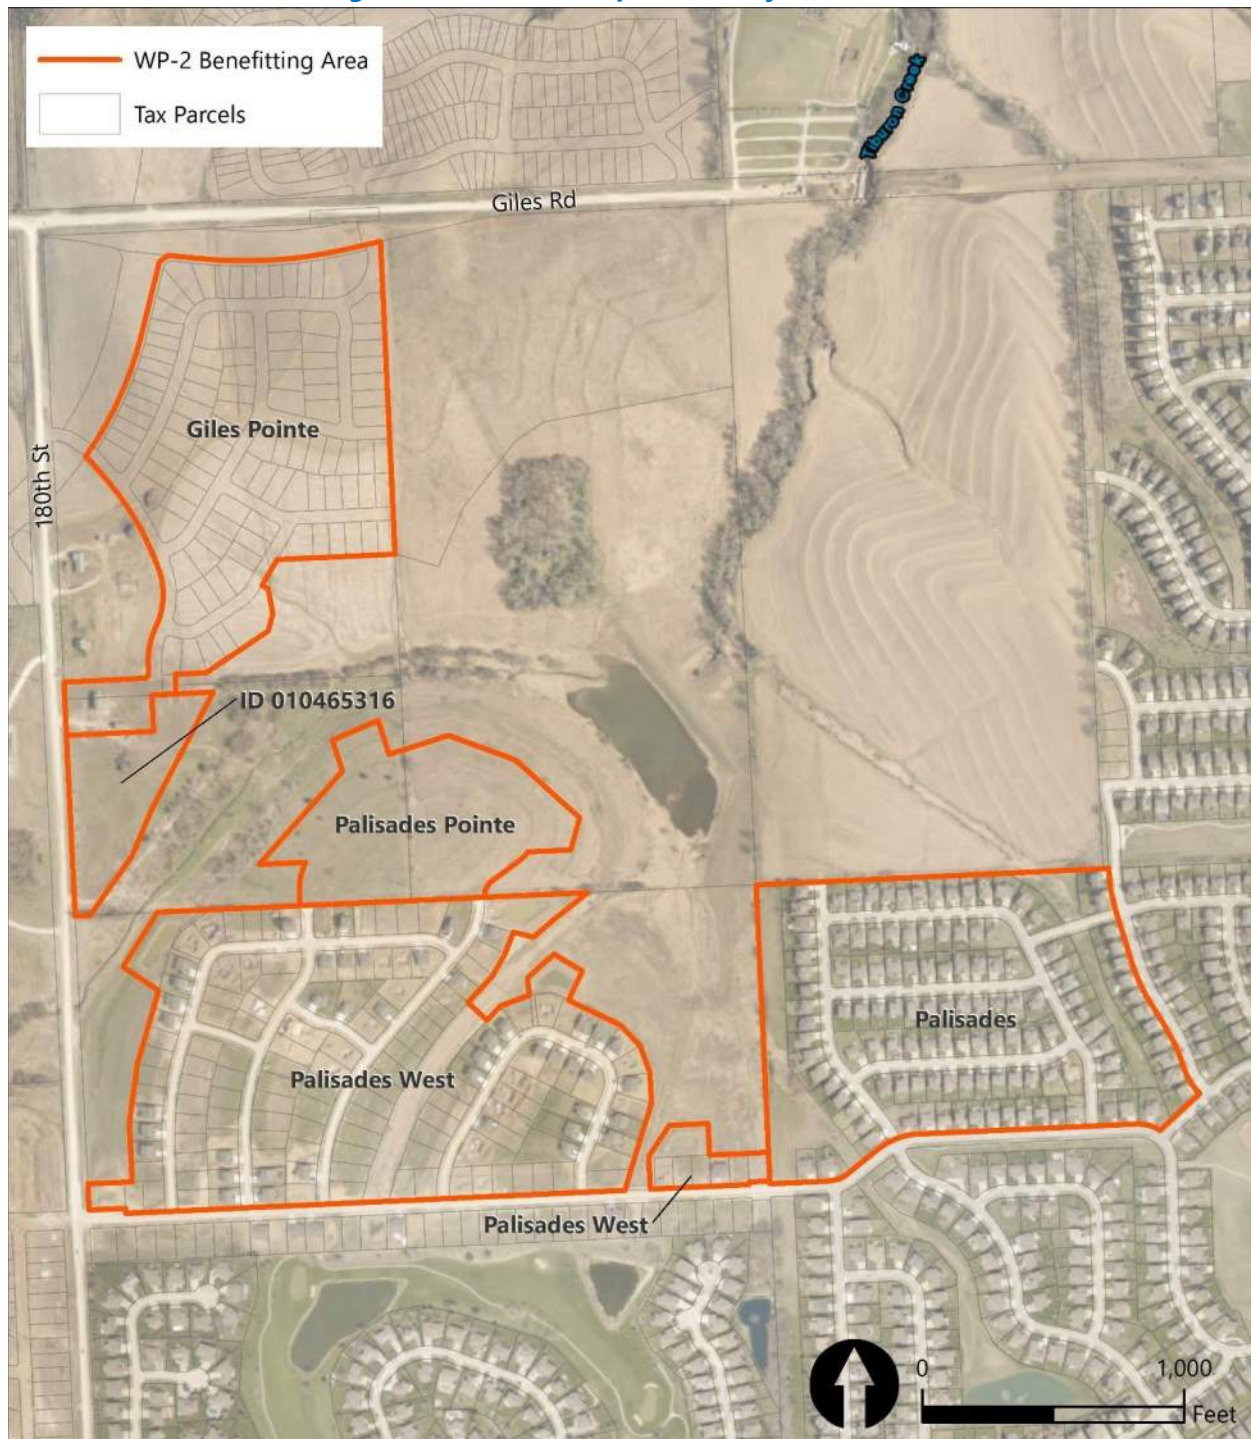 WP-2 Benefitting Area
Tax Parcels
Tiburon Creek
Giles Rd
Giles Pointe
180th St
ID 010465316
Palisades Pointe
Palisades
Palisades West
Palisades West
0
1,000
Feet